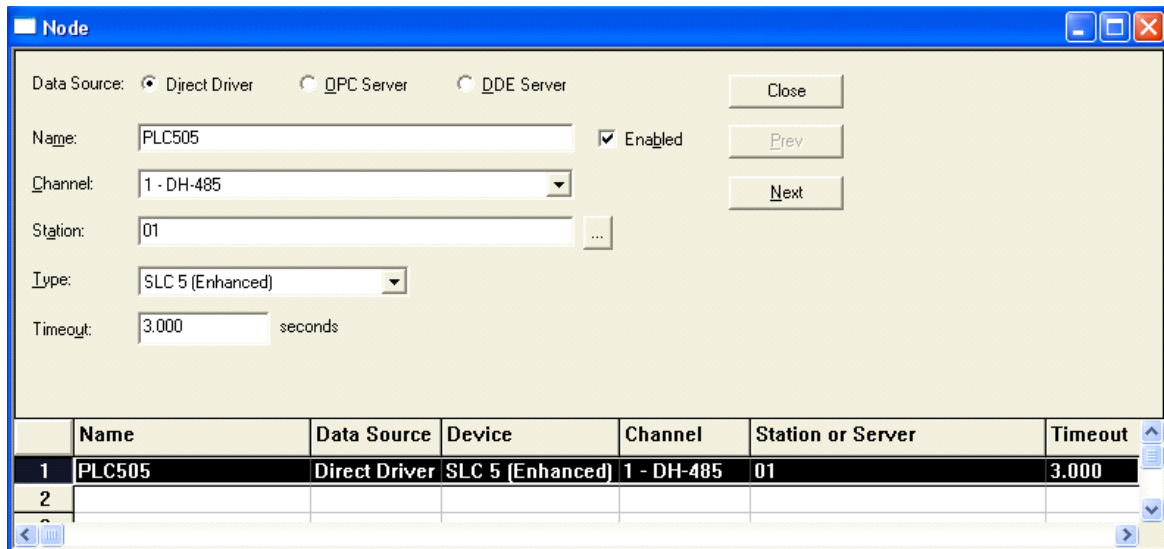 Node
Data Source: Direct Driver OPC Server DDE Server Close
Name: PLC505 Enabled Prev
Channel: 1 - DH-485 Next
Station: 01 ...
Type: SLC 5 (Enhanced)
Timeout: 3.000 seconds
Name Data Source Device Channel Station or Server Timeout
1 PLC505 Direct Driver SLC 5 (Enhanced) 1 - DH-485 01 3.000
2